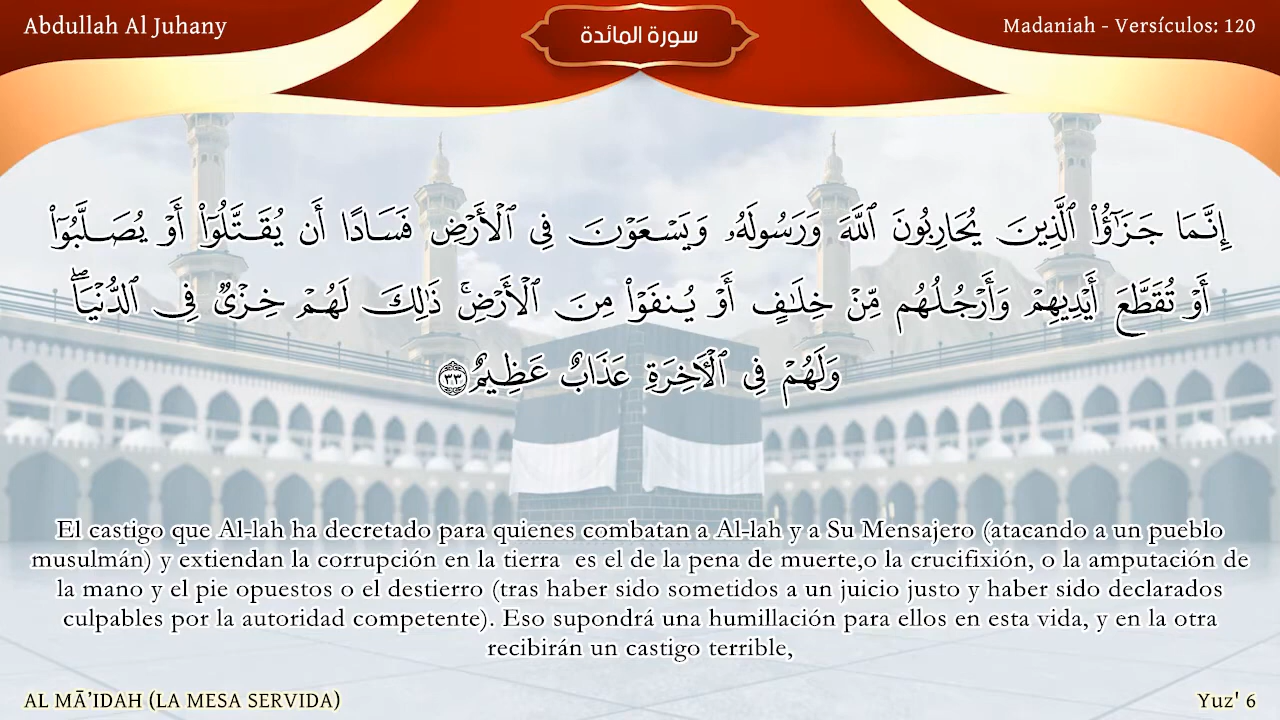 Abdullah Al Juhany
سورة المائدة
Madaniah - Versículos: 120
إِنَّمَا جَزَٰٓؤُا۟ ٱلَّذِينَ يُحَارِبُونَ ٱللَّهَ وَرَسُولَهُۥ وَيَسْعَوْنَ فِى ٱلْأَرْضِ فَسَادًا أَن يُقَتَّلُوٓا۟ أَوْ يُصَلَّبُوٓا۟
أَوْ تُقَطَّعَ أَيْدِيهِمْ وَأَرْجُلُهُم مِّنْ خِلَٰفٍ أَوْ يُنفَوْا۟ مِنَ ٱلْأَرْضِ ۚ ذَٰلِكَ لَهُمْ خِزْىٌ فِى ٱلدُّنْيَا ۖ
وَلَهُمْ فِى ٱلْـَٔاخِرَةِ عَذَابٌ عَظِيمٌ ٣٣
El castigo que Al-lah ha decretado para quienes combatan a Al-lah y a Su Mensajero (atacando a un pueblo
musulmán) y extiendan la corrupción en la tierra  es el de la pena de muerte,o la crucifixión, o la amputación de
la mano y el pie opuestos o el destierro (tras haber sido sometidos a un juicio justo y haber sido declarados
culpables por la autoridad competente). Eso supondrá una humillación para ellos en esta vida, y en la otra
recibirán un castigo terrible,
AL MĀ’IDAH (LA MESA SERVIDA)
Yuz' 6